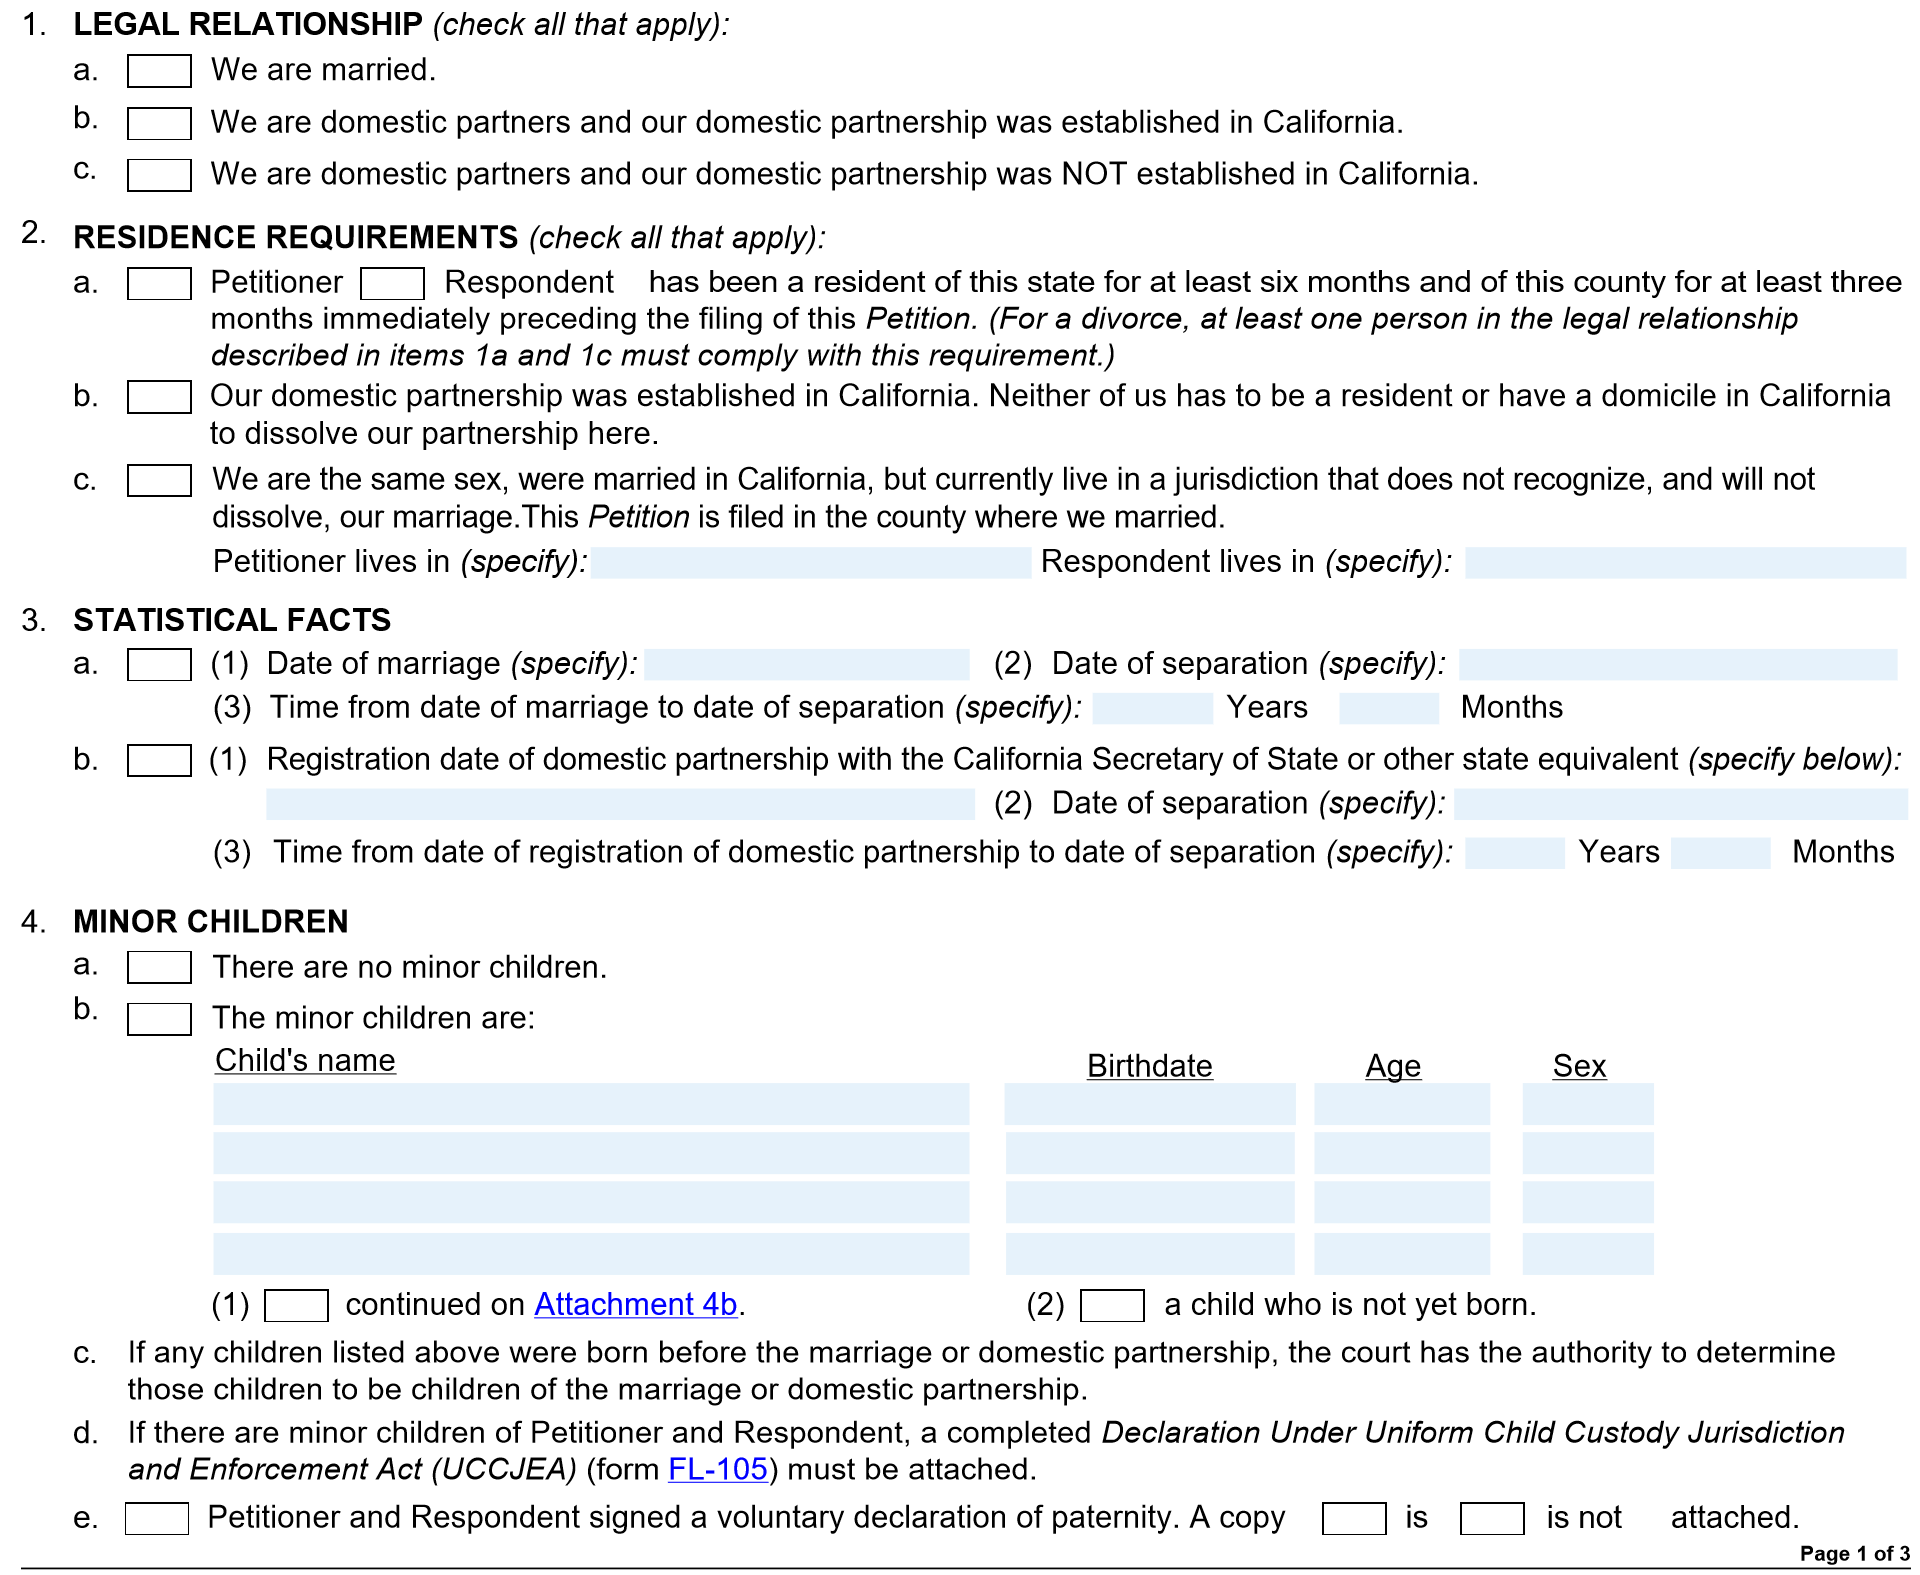 1. LEGAL RELATIONSHIP (check all that apply):
a. We are married.
b. We are domestic partners and our domestic partnership was established in California.
c. We are domestic partners and our domestic partnership was NOT established in California.
2. RESIDENCE REQUIREMENTS (check all that apply):
a. Petitioner Respondent has been a resident of this state for at least six months and of this county for at least three
months immediately preceding the filing of this Petition. (For a divorce, at least one person in the legal relationship
described in items 1a and 1c must comply with this requirement.)
b. Our domestic partnership was established in California. Neither of us has to be a resident or have a domicile in California
to dissolve our partnership here.
c. We are the same sex, were married in California, but currently live in a jurisdiction that does not recognize, and will not
dissolve, our marriage.This Petition is filed in the county where we married.
Petitioner lives in (specify): Respondent lives in (specify):
3. STATISTICAL FACTS
a. (1) Date of marriage (specify): (2) Date of separation (specify):
(3) Time from date of marriage to date of separation (specify): Years Months
b. (1) Registration date of domestic partnership with the California Secretary of State or other state equivalent (specify below):
(2) Date of separation (specify):
(3) Time from date of registration of domestic partnership to date of separation (specify): Years Months
4. MINOR CHILDREN
a. There are no minor children.
b. The minor children are:
Child's name Birthdate Age Sex
(1) continued on Attachment 4b. (2) a child who is not yet born.
c. If any children listed above were born before the marriage or domestic partnership, the court has the authority to determine
those children to be children of the marriage or domestic partnership.
d. If there are minor children of Petitioner and Respondent, a completed Declaration Under Uniform Child Custody Jurisdiction
and Enforcement Act (UCCJEA) (form FL-105) must be attached.
e. Petitioner and Respondent signed a voluntary declaration of paternity. A copy is is not attached.
Page 1 of 3